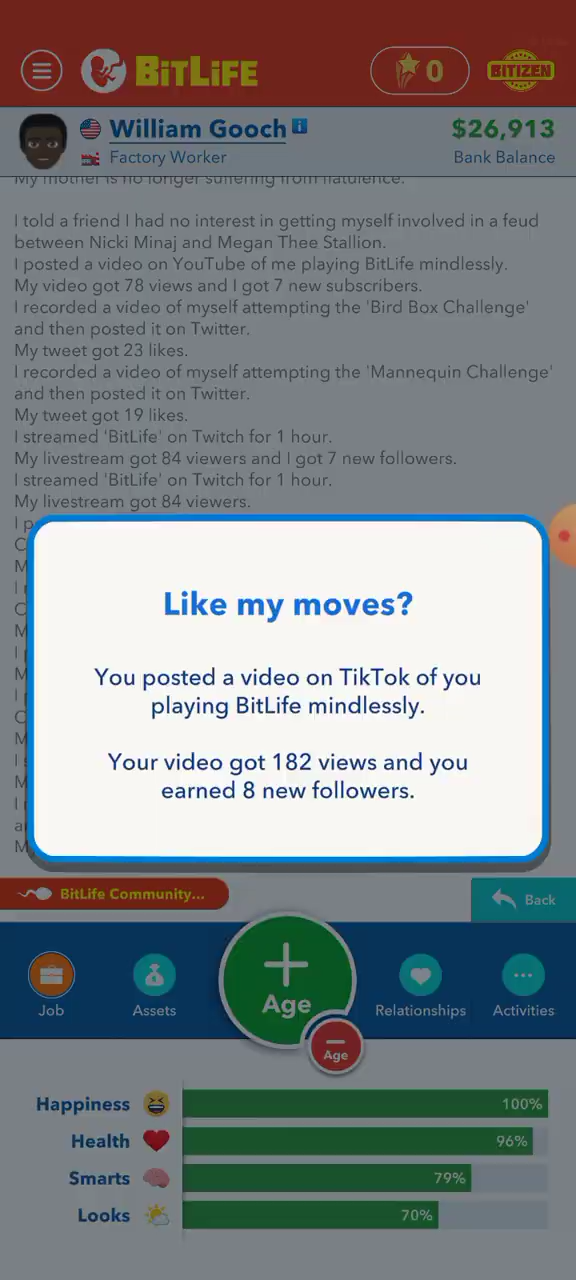 BITLIFE
0
BITIZEN
William Gooch i
$26,913
Factory Worker
Bank Balance
My mother is no longer suffering from flatulence.
I told a friend I had no interest in getting myself involved in a feud
between Nicki Minaj and Megan Thee Stallion.
I posted a video on YouTube of me playing BitLife mindlessly.
My video got 78 views and I got 7 new subscribers.
I recorded a video of myself attempting the 'Bird Box Challenge'
and then posted it on Twitter.
My tweet got 23 likes.
I recorded a video of myself attempting the 'Mannequin Challenge'
and then posted it on Twitter.
My tweet got 19 likes.
I streamed 'BitLife' on Twitch for 1 hour.
My livestream got 84 viewers and I got 7 new followers.
I streamed 'BitLife' on Twitch for 1 hour.
My livestream got 84 viewers.
Like my moves?
You posted a video on TikTok of you
playing BitLife mindlessly.
Your video got 182 views and you
earned 8 new followers.
BitLife Community...
Back
Job
Assets
+
Age
Relationships
Activities
Age
Happiness
100%
Health
96%
Smarts
79%
Looks
70%